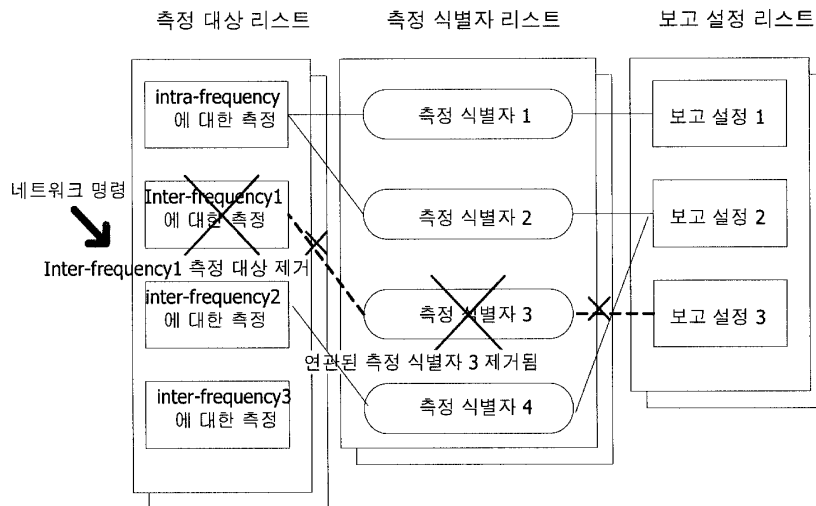 측정 대상 리스트
측정 식별자 리스트
보고 설정 리스트
intra-frequency
에 대한 측정
측정 식별자 1
보고 설정 1
네트워크 명령
Inter-frequency1
에 대한 측정
측정 식별자 2
보고 설정 2
Inter-frequency1 측정 대상 제거
inter-frequency2
에 대한 측정
측정 식별자 3
보고 설정 3
연관된 측정 식별자 3 제거됨
inter-frequency3
에 대한 측정
측정 식별자 4